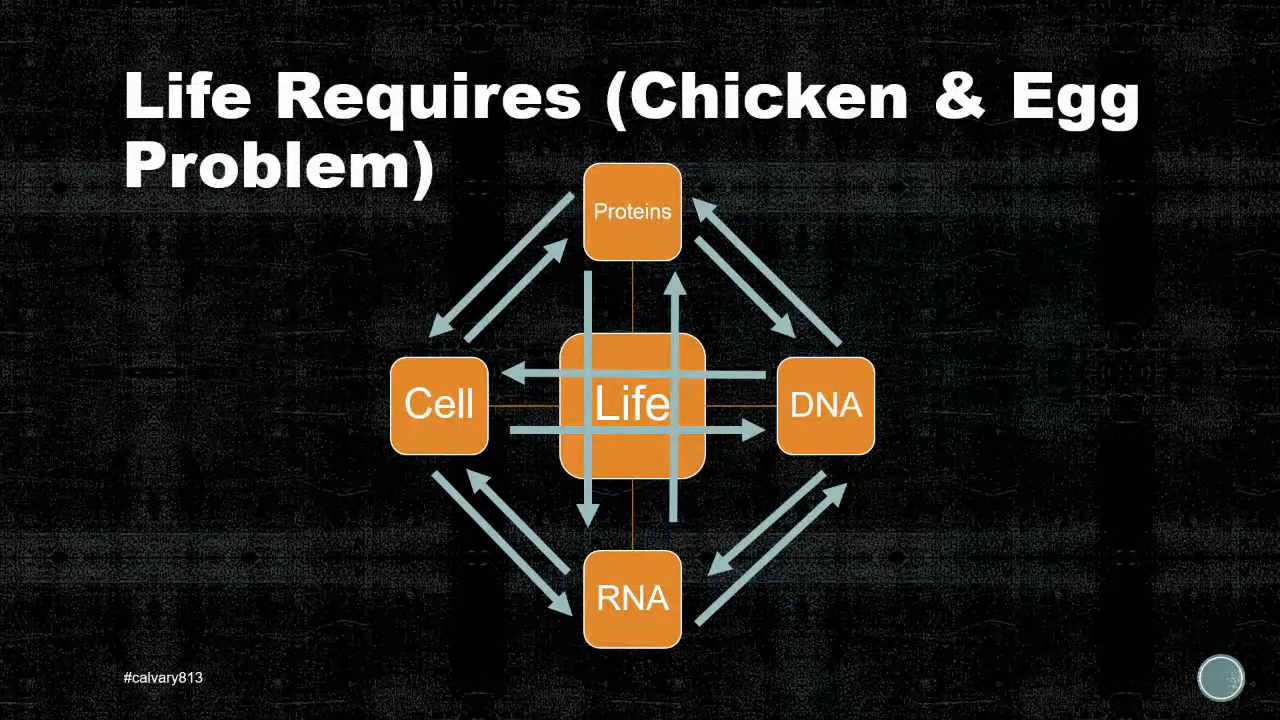 Life Requires (Chicken & Egg
Problem)
Proteins
Cell
Life
DNA
RNA
#calvary813